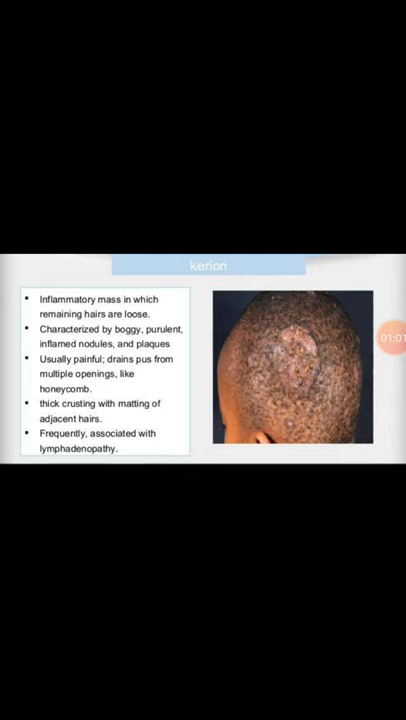 kerion
▪ Inflammatory mass in which
remaining hairs are loose.
▪ Characterized by boggy, purulent,
inflamed nodules, and plaques
▪ Usually painful; drains pus from
multiple openings, like
honeycomb.
▪ thick crusting with matting of
adjacent hairs.
▪ Frequently, associated with
lymphadenopathy.
01:01